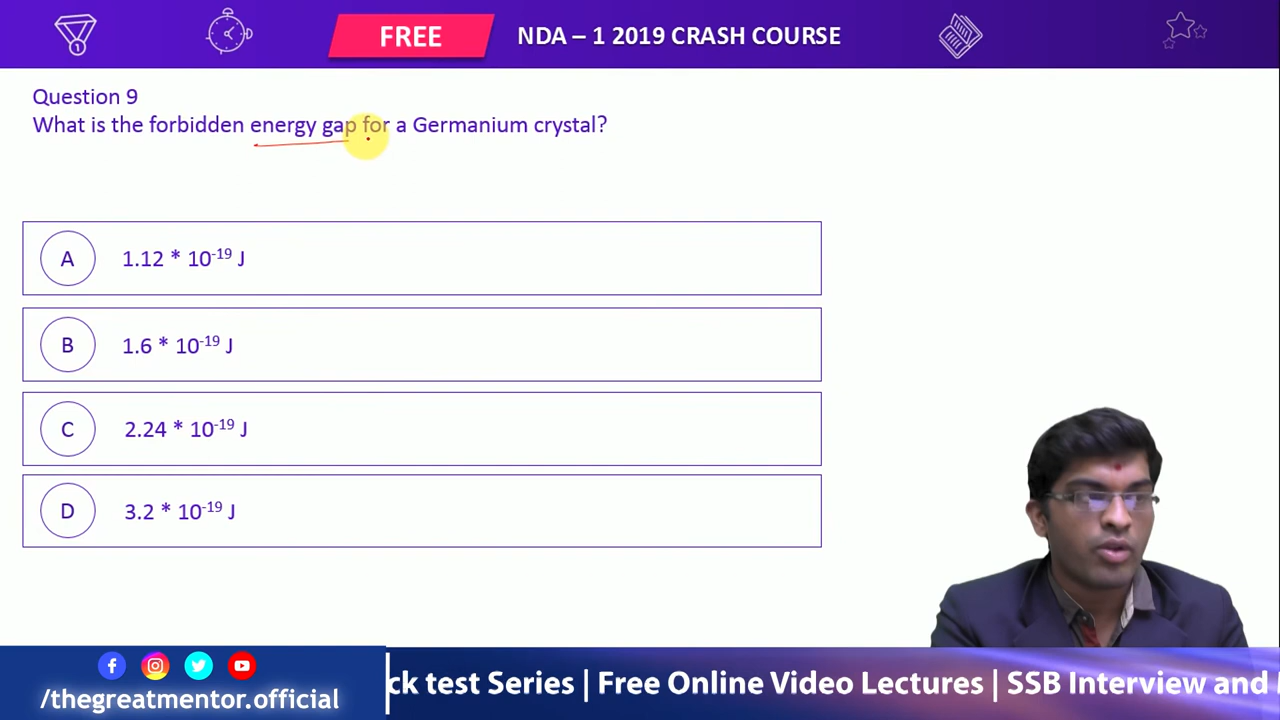 FREE
NDA – 1 2019 CRASH COURSE
Question 9
What is the forbidden energy gap for a Germanium crystal?
A 1.12 * 10-19 J
B 1.6 * 10-19 J
C 2.24 * 10-19 J
D 3.2 * 10-19 J
/thegreatmentor.official
ck test Series | Free Online Video Lectures | SSB Interview and